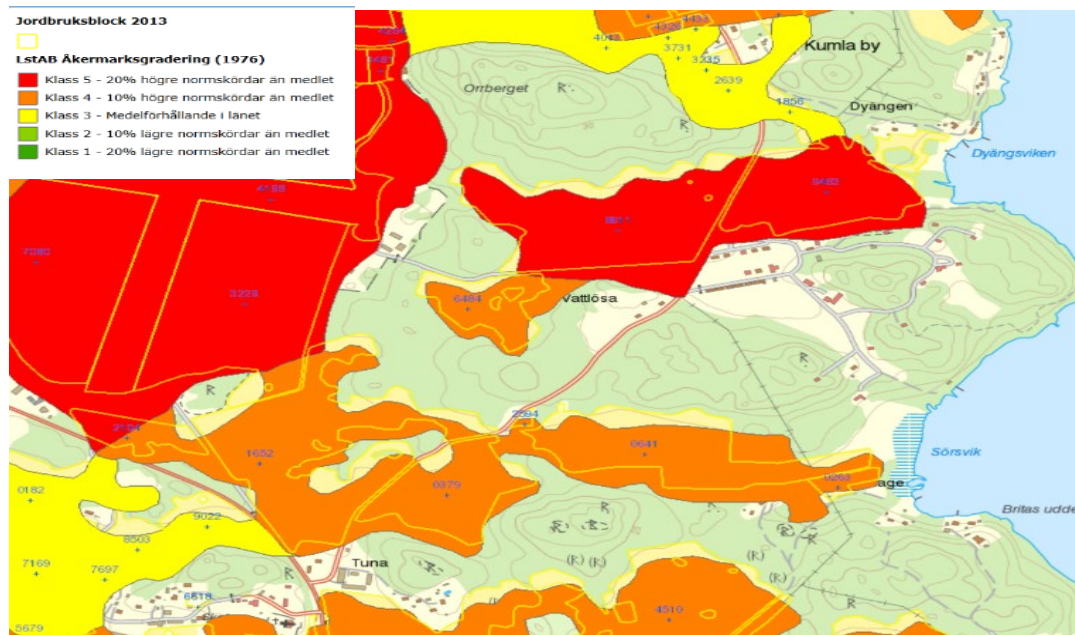 Jordbruksblock 2013
LstAB Åkermarksgradering (1976)
Klass 5 - 20% högre normskördar än medlet
Klass 4 - 10% högre normskördar än medlet
Klass 3 - Medelförhållande i länet
Klass 2 - 10% lägre normskördar än medlet
Klass 1 - 20% lägre normskördar än medlet
4433
3731
Kumla by
3235
2639
Orrberget
R
1856
Dyängen
R
Dyängsviken
3228
6484
Vattlösa
R
R
2594
1652
0641
Sörsvik
0379
0263
age
0182
Britas udde
9022
8503
R
(R)
(R) (R)
(R)
7169
7697
Tuna
R
6818
4510
R
5679